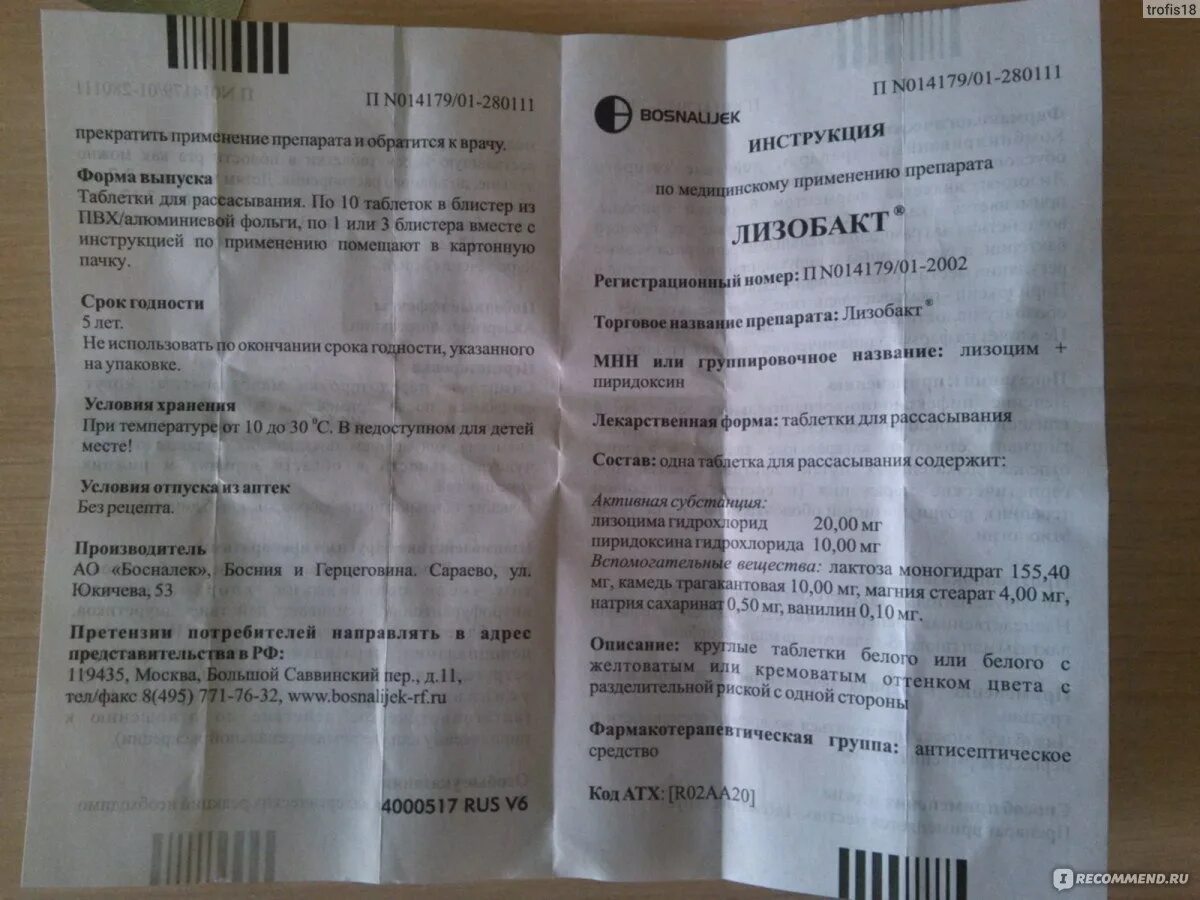 trofis18
П N014179/01-280111
прекратить применение препарата и обратится к врачу.
Форма выпуска
Таблетки для рассасывания. По 10 таблеток в блистер из
ПВХ/алюминиевой фольги, по 1 или 3 блистера вместе с
инструкцией по применению помещают в картонную
пачку.
Срок годности
5 лет.
Не использовать по окончании срока годности, указанного
на упаковке.
Условия хранения
При температуре от 10 до 30 °С. В недоступном для детей
месте!
Условия отпуска из аптек
Без рецепта.
Производитель
АО «Босналек», Босния и Герцеговина. Сараево, ул.
Юкичева, 53
Претензии потребителей направлять в адрес
представительства в РФ:
119435, Москва, Большой Саввинский пер., д.11,
тел/факс 8(495) 771-76-32, www.bosnalijek-rf.ru
4000517 RUS V6
П N014179/01-280111
BOSNALIJEK
ИНСТРУКЦИЯ
по медицинскому применению препарата
ЛИЗОБАКТ®
Регистрационный номер: П N014179/01-2002
Торговое название препарата: Лизобакт®
МНН или группировочное название: лизоцим +
пиридоксин
Лекарственная форма: таблетки для рассасывания
Состав: одна таблетка для рассасывания содержит:
Активная субстанция:
лизоцима гидрохлорид 20,00 мг
пиридоксина гидрохлорида 10,00 мг
Вспомогательные вещества: лактоза моногидрат 155,40
мг, камедь трагакантовая 10,00 мг, магния стеарат 4,00 мг,
натрия сахаринат 0,50 мг, ванилин 0,10 мг.
Описание: круглые таблетки белого или белого с
желтоватым или кремоватым оттенком цвета с
разделительной риской с одной стороны
Фармакотерапевтическая группа: антисептическое
средство
Код АТХ: [R02AA20]
RECOMMEND.RU